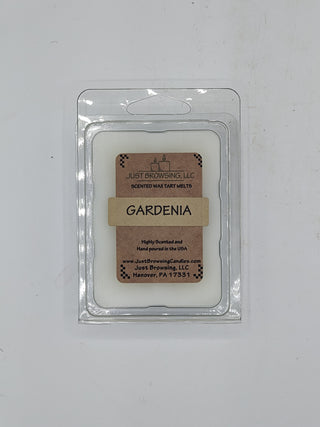 JUST BROWSING, LLC
SCENTED WAX TART MELTS
GARDENIA
Highly Scented and
Hand poured in the USA
www.JustBrowsingCandles.com
Just Browsing, LLC
Hanover, PA 17331